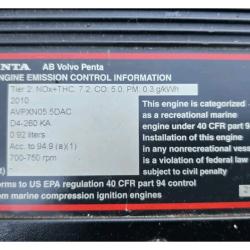 NTA AB Volvo Penta
NGINE EMISSION CONTROL INFORMATION
Tier 2: NOx+THC, 7.2, CO: 5.0, PM: 0.3 g/kWh
2010
AVPXN05.5DAC
D4-260 KA
0.92 liters
Acc. to 94.9 (a) (1)
700-750 rpm
This engine is categorized
as a recreational marine
engine under 40 CFR part 94
Installation of this engine
in any nonrecreational vess
is a violation of federal law
subject to civil penalty
orms to US EPA regulation 40 CFR part 94 control
om marine compression ignition engines